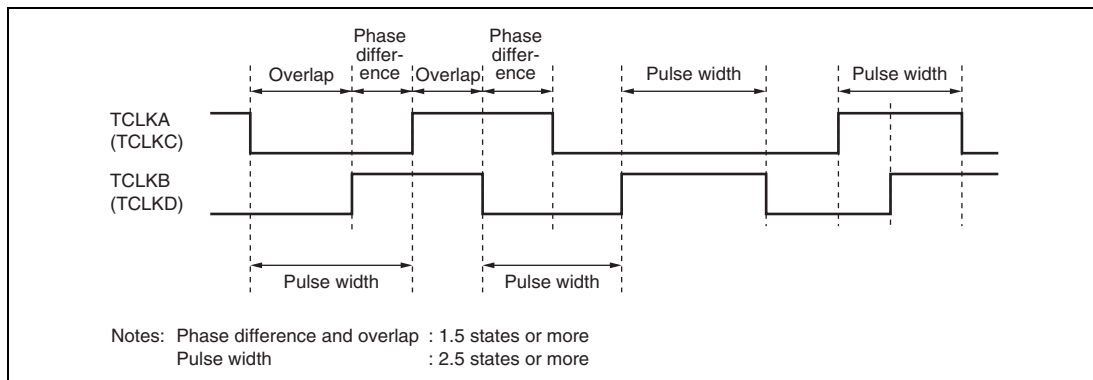 Phase
differ-
ence
Phase
differ-
ence
Overlap
Overlap
Pulse width
Pulse width
TCLKA
(TCLKC)
TCLKB
(TCLKD)
Pulse width
Pulse width
Notes: Phase difference and overlap : 1.5 states or more
Pulse width : 2.5 states or more